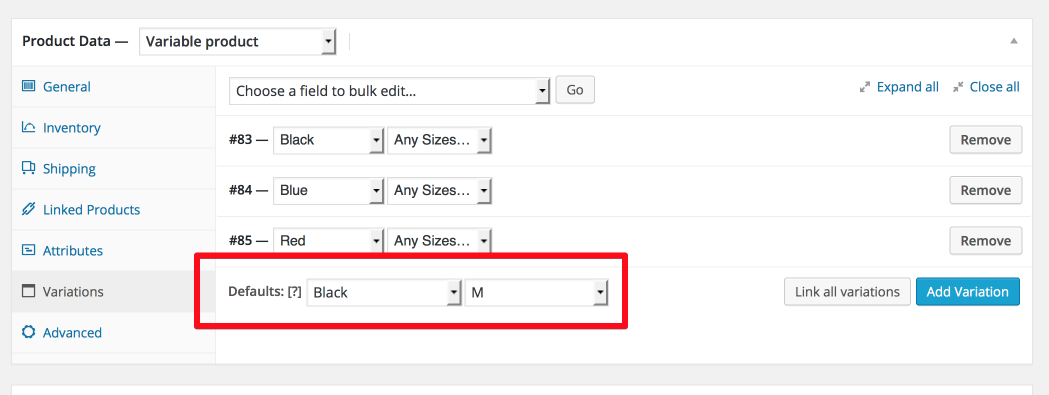 Product Data — Variable product
General
Inventory
Shipping
Linked Products
Attributes
Variations
Advanced
Choose a field to bulk edit... Go Expand all Close all
#83 — Black Any Sizes... Remove
#84 — Blue Any Sizes... Remove
#85 — Red Any Sizes... Remove
Defaults: [?] Black M Link all variations Add Variation